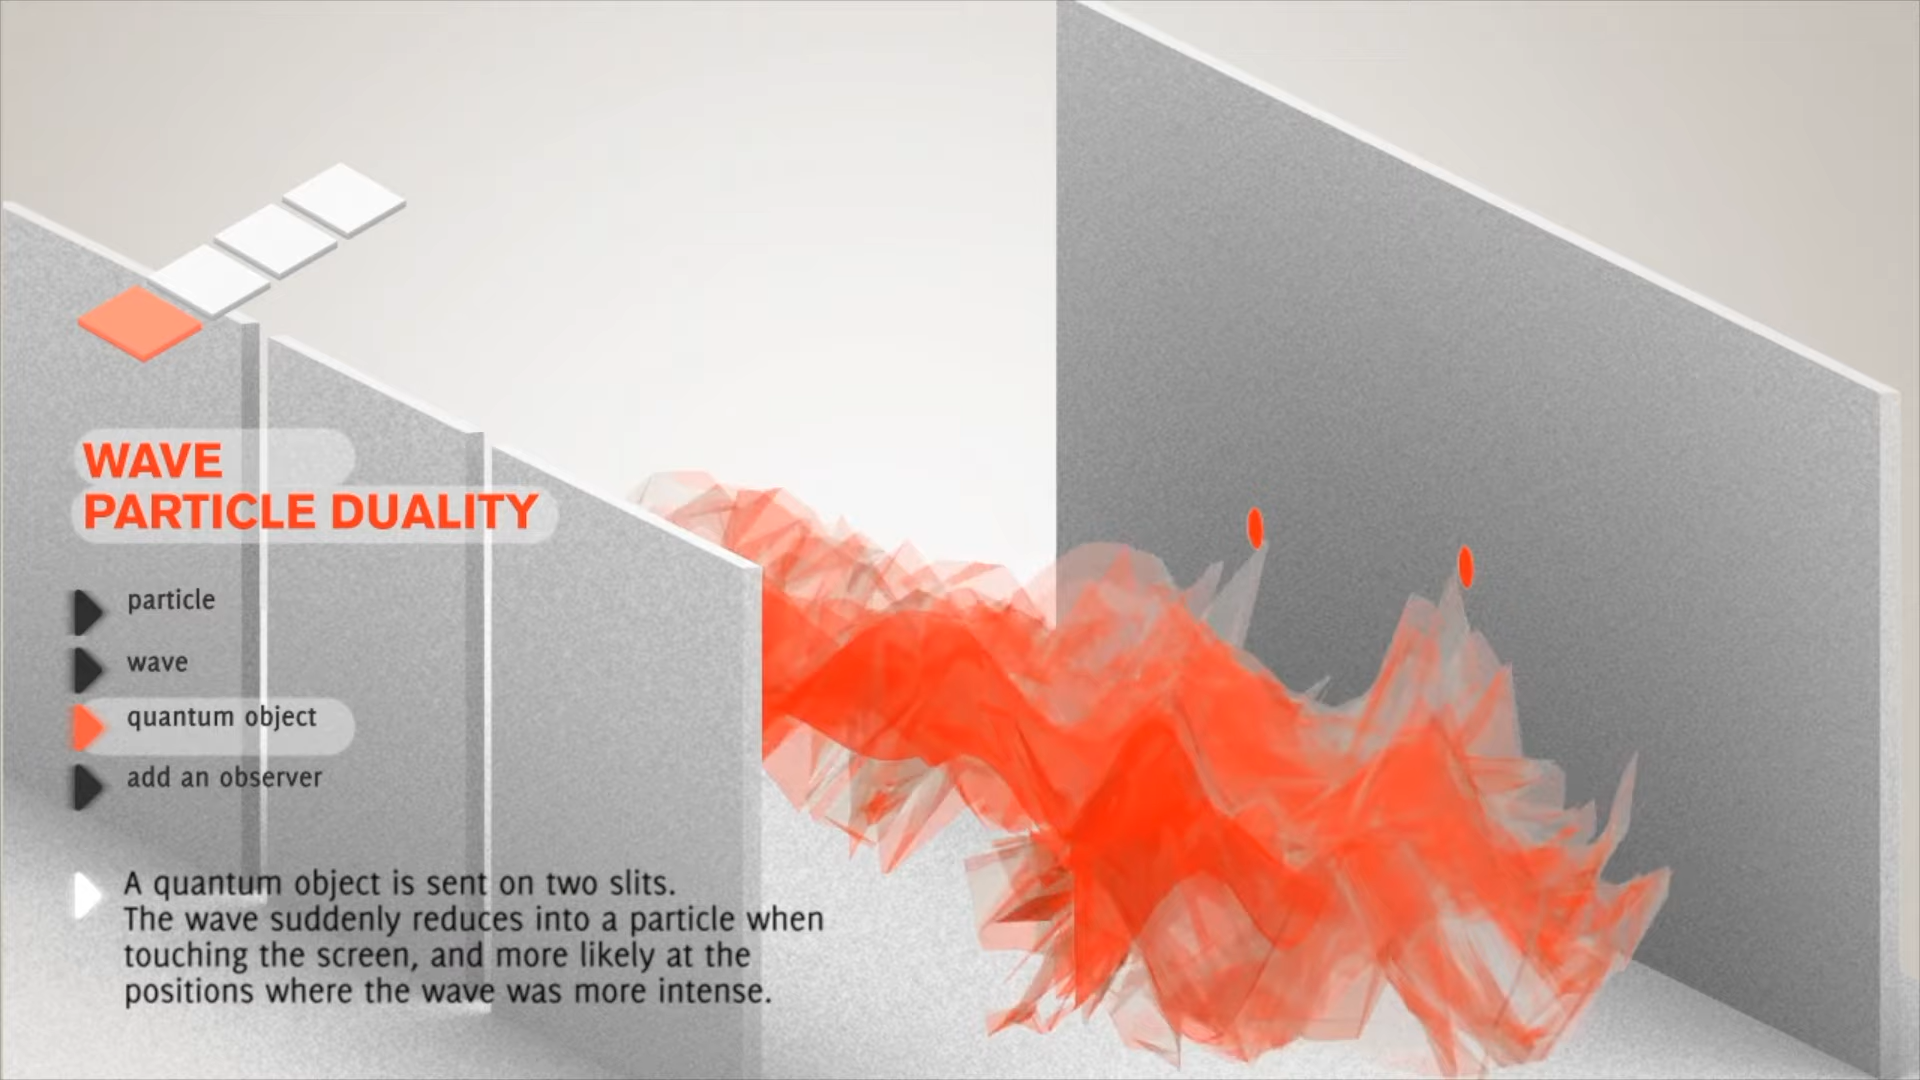 WAVE
PARTICLE DUALITY
particle
wave
quantum object
add an observer
A quantum object is sent on two slits.
The wave suddenly reduces into a particle when
touching the screen, and more likely at the
positions where the wave was more intense.